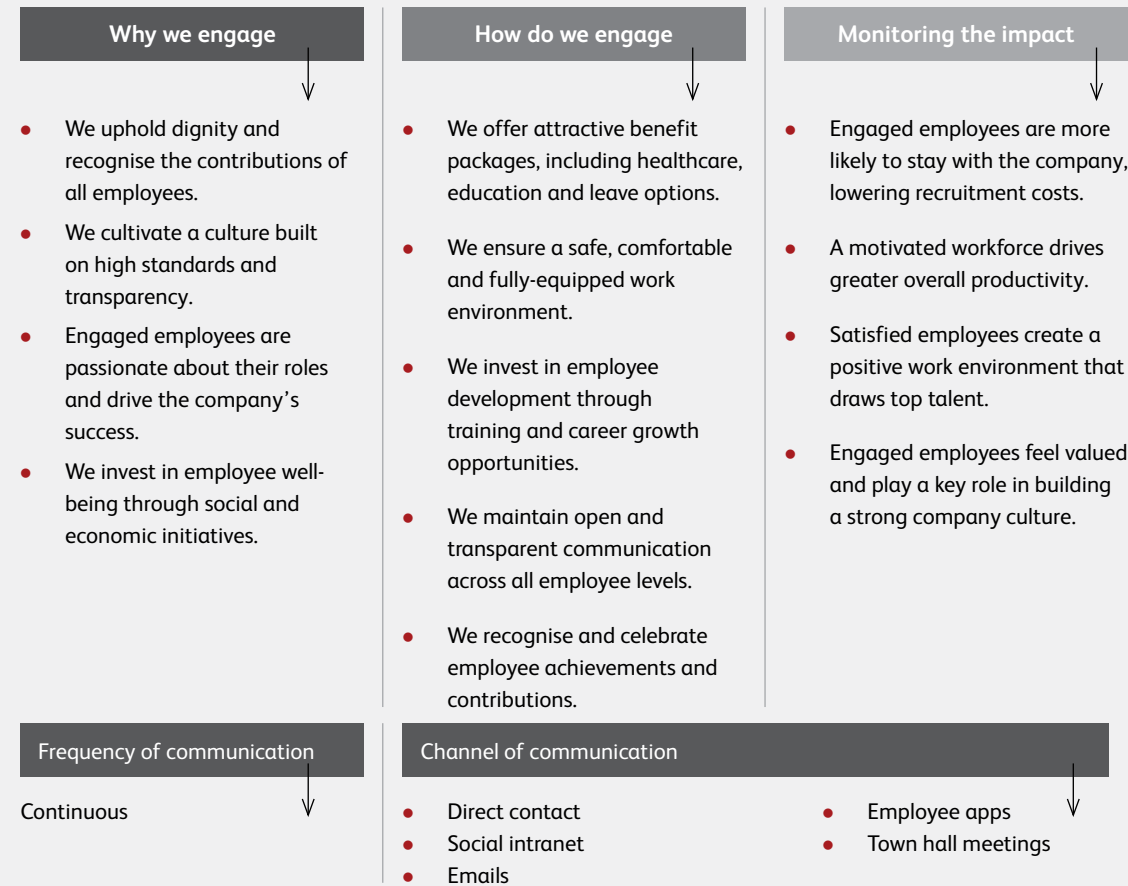 Why we engage
We uphold dignity and
recognise the contributions of
all employees.
We cultivate a culture built
on high standards and
transparency.
Engaged employees are
passionate about their roles
and drive the company's
success.
We invest in employee well-
being through social and
economic initiatives.
How do we engage
We offer attractive benefit
packages, including healthcare,
education and leave options.
We ensure a safe, comfortable
and fully-equipped work
environment.
We invest in employee
development through
training and career growth
opportunities.
We maintain open and
transparent communication
across all employee levels.
We recognise and celebrate
employee achievements and
contributions.
Monitoring the impact
Engaged employees are more
likely to stay with the company,
lowering recruitment costs.
A motivated workforce drives
greater overall productivity.
Satisfied employees create a
positive work environment that
draws top talent.
Engaged employees feel valued
and play a key role in building
a strong company culture.
Frequency of communication
Continuous
Channel of communication
Direct contact
Social intranet
Emails
Employee apps
Town hall meetings